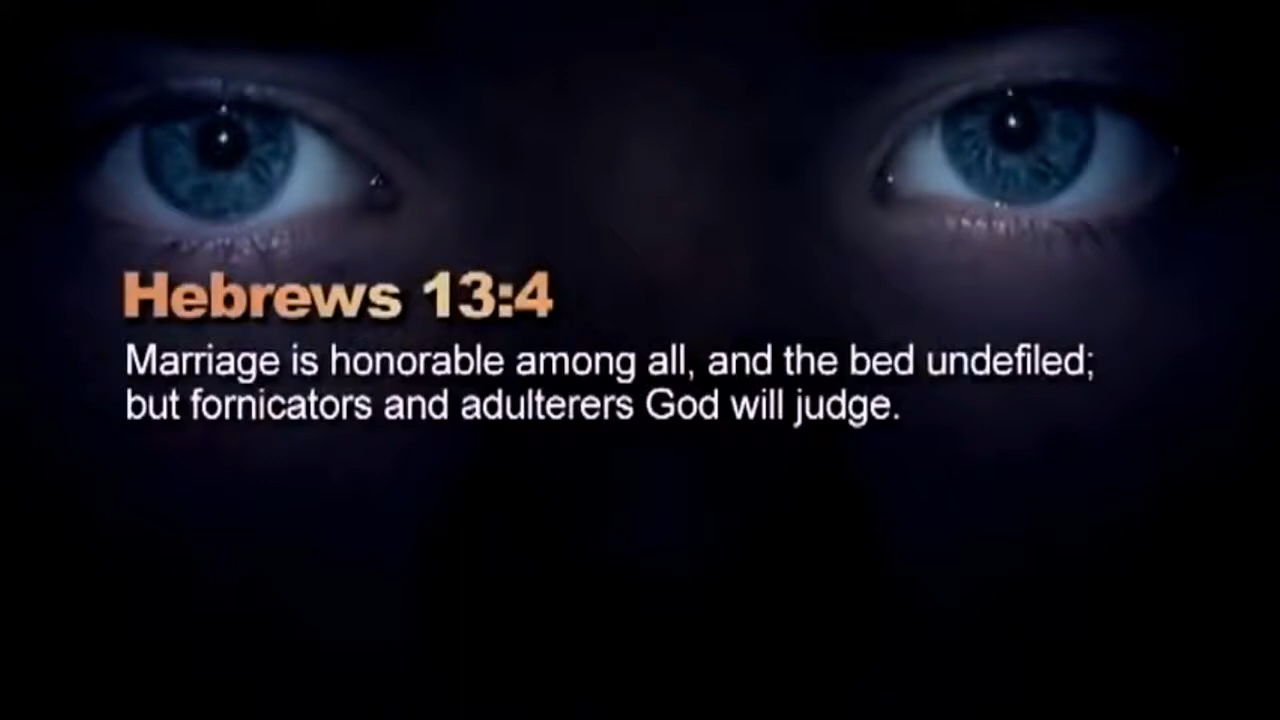 Hebrews 13:4
Marriage is honorable among all, and the bed undefiled;
but fornicators and adulterers God will judge.